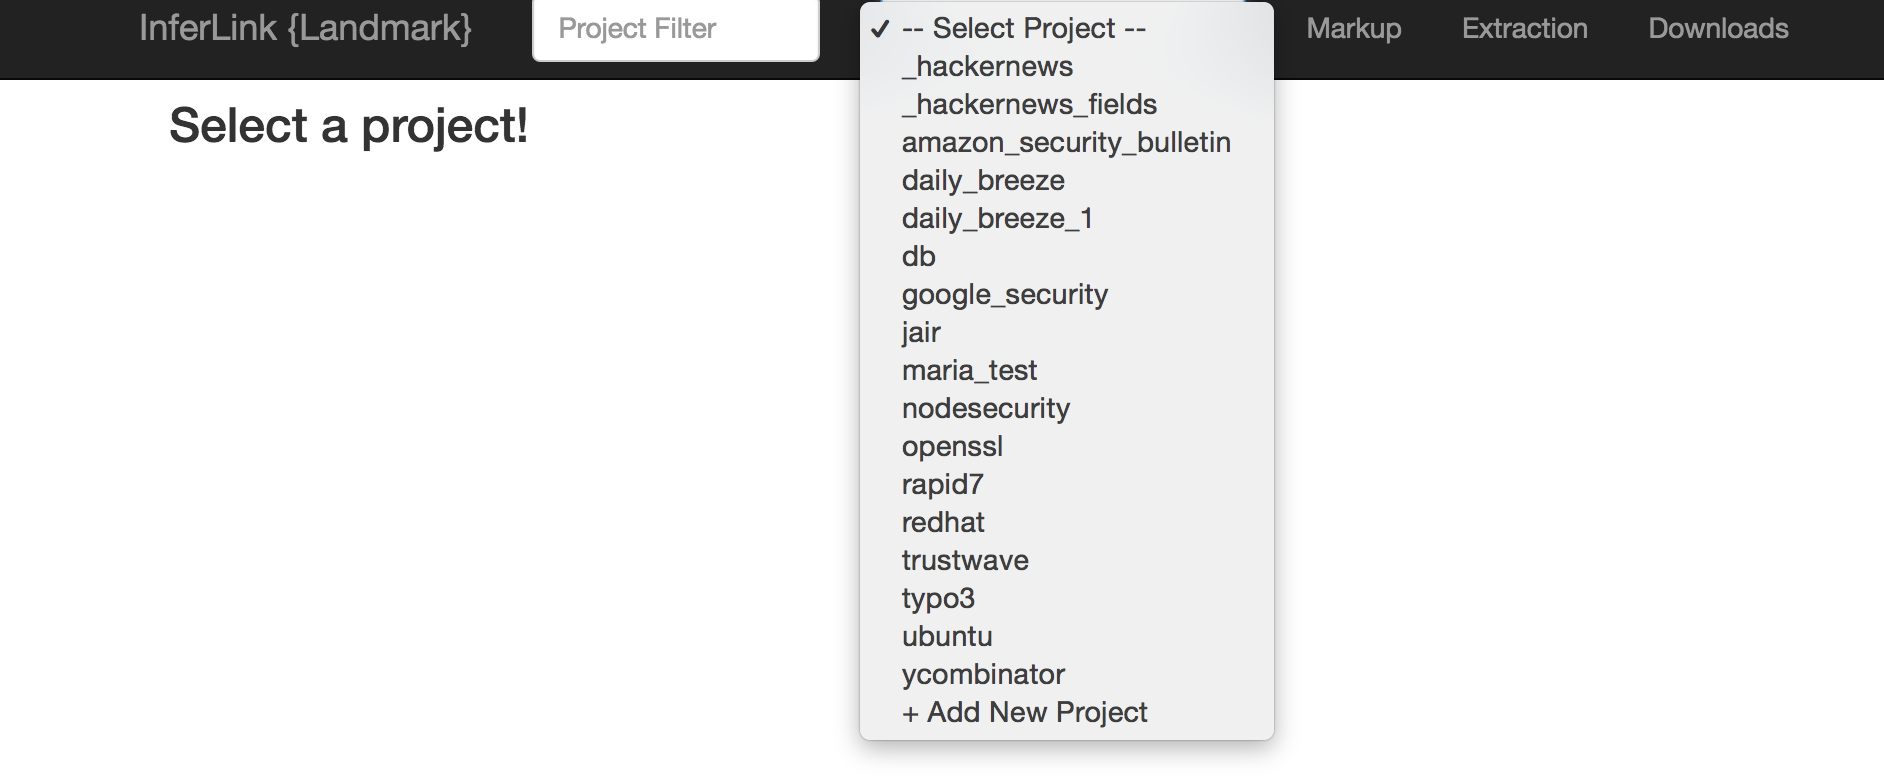 InferLink {Landmark}
Project Filter
✓ -- Select Project --
Markup
Extraction
Downloads
Select a project!
_hackernews
_hackernews_fields
amazon_security_bulletin
daily_breeze
daily_breeze_1
db
google_security
jair
maria_test
nodesecurity
openssl
rapid7
redhat
trustwave
typo3
ubuntu
ycombinator
+ Add New Project